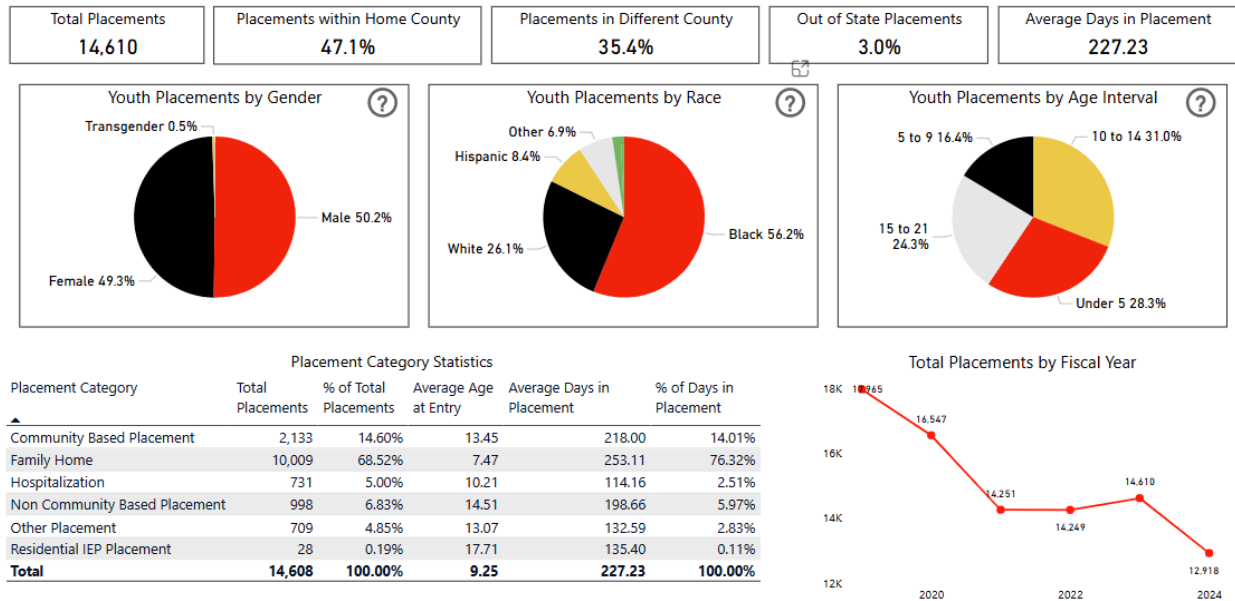 Total Placements
14,610
Placements within Home County
47.1%
Placements in Different County
35.4%
Out of State Placements
3.0%
Average Days in Placement
227.23
Youth Placements by Gender
?
Transgender 0.5%
Male 50.2%
Female 49.3%
Youth Placements by Race
?
Other 6.9%
Hispanic 8.4%
White 26.1%
Black 56.2%
Youth Placements by Age Interval
?
5 to 9 16.4%
10 to 14 31.0%
15 to 21
24.3%
Under 5 28.3%
Placement Category Statistics
Placement Category Total Placements % of Total Placements Average Age at Entry Average Days in Placement % of Days in Placement
Community Based Placement 2,133 14.60% 13.45 218.00 14.01%
Family Home 10,009 68.52% 7.47 253.11 76.32%
Hospitalization 731 5.00% 10.21 114.16 2.51%
Non Community Based Placement 998 6.83% 14.51 198.66 5.97%
Other Placement 709 4.85% 13.07 132.59 2.83%
Residential IEP Placement 28 0.19% 17.71 135.40 0.11%
Total 14,608 100.00% 9.25 227.23 100.00%
Total Placements by Fiscal Year
18K
17,965
16,547
16K
14,251
14,610
14K
14,249
12,918
12K
2020 2022 2024